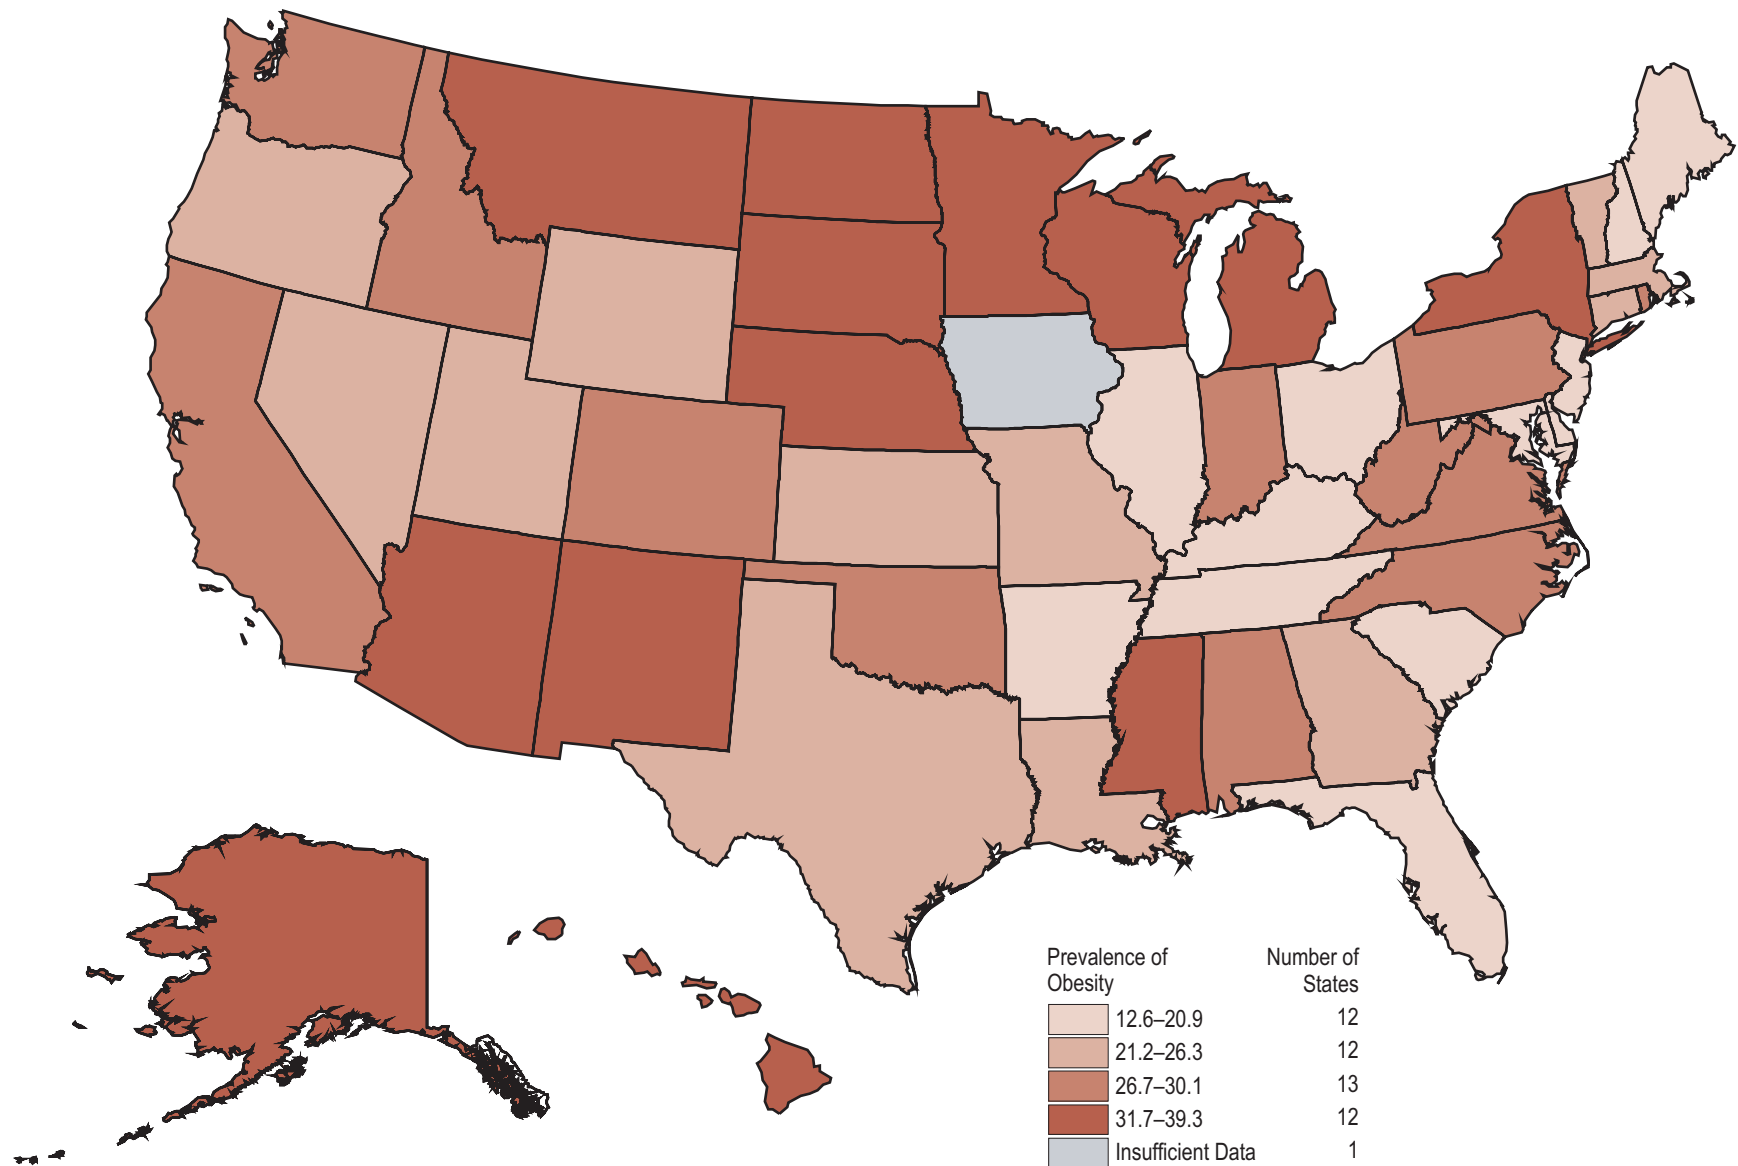 Prevalence of Obesity Number of States
12.6–20.9 12
21.2–26.3 12
26.7–30.1 13
31.7–39.3 12
Insufficient Data 1